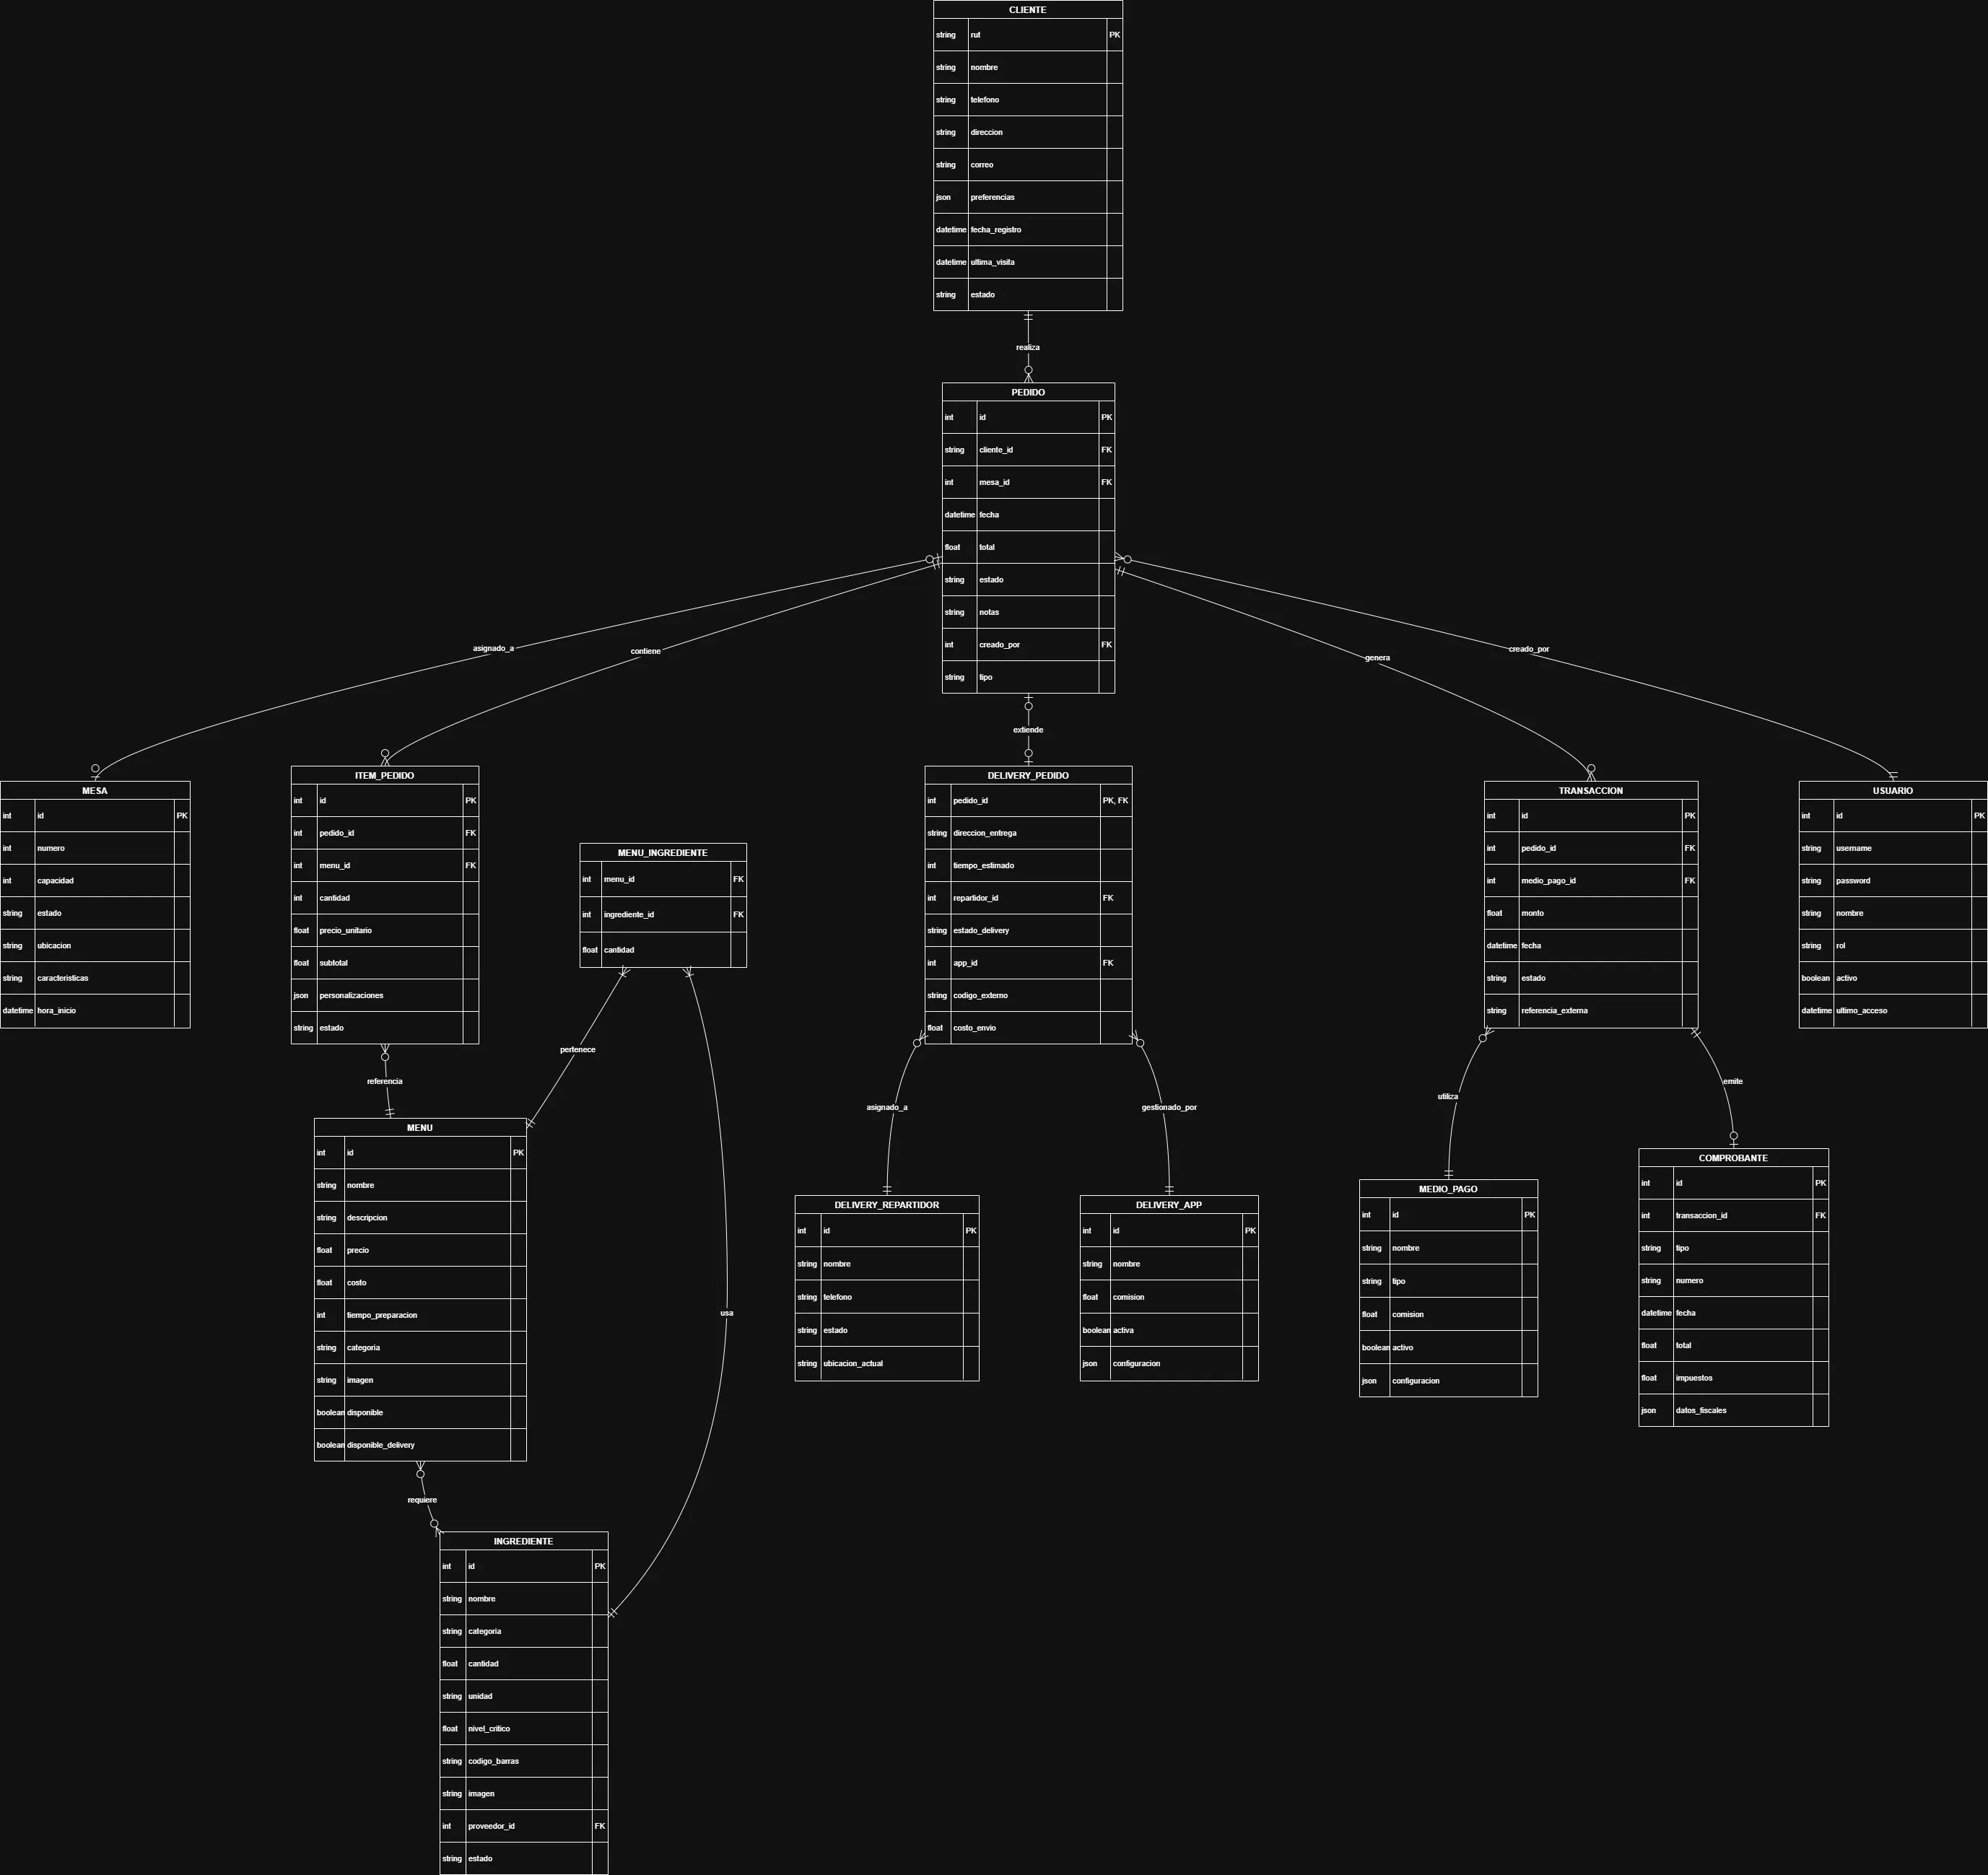 CLIENTE
string rut PK
string nombre
string telefono
string direccion
string correo
json preferencias
datetime fecha_registro
datetime ultima_visita
string estado
realiza
PEDIDO
int id PK
string cliente_id FK
int mesa_id FK
datetime fecha
float total
string estado
string notas
int creado_por FK
string tipo
asignado_a
contiene
extiende
genera
creado_por
MESA
int id PK
int numero
int capacidad
string estado
string ubicacion
string caracteristicas
datetime hora_inicio
ITEM_PEDIDO
int id PK
int pedido_id FK
int menu_id FK
int cantidad
float precio_unitario
float subtotal
json personalizaciones
string estado
MENU_INGREDIENTE
int menu_id FK
int ingrediente_id FK
float cantidad
DELIVERY_PEDIDO
int pedido_id PK, FK
string direccion_entrega
int tiempo_estimado
int repartidor_id FK
string estado_delivery
int app_id FK
string codigo_externo
float costo_envio
TRANSACCION
int id PK
int pedido_id FK
int medio_pago_id FK
float monto
datetime fecha
string estado
string referencia_externa
USUARIO
int id PK
string username
string password
string nombre
string rol
boolean activo
datetime ultimo_acceso
referencia
pertenece
usa
asignado_a
gestionado_por
utiliza
emite
MENU
int id PK
string nombre
string descripcion
float precio
float costo
int tiempo_preparacion
string categoria
string imagen
boolean disponible
boolean disponible_delivery
DELIVERY_REPARTIDOR
int id PK
string nombre
string telefono
string estado
string ubicacion_actual
DELIVERY_APP
int id PK
string nombre
float comision
boolean activa
json configuracion
MEDIO_PAGO
int id PK
string nombre
string tipo
float comision
boolean activo
json configuracion
COMPROBANTE
int id PK
int transaccion_id FK
string tipo
string numero
datetime fecha
float total
float impuestos
json datos_fiscales
requiere
INGREDIENTE
int id PK
string nombre
string categoria
float cantidad
string unidad
float nivel_critico
string codigo_barras
string imagen
int proveedor_id FK
string estado